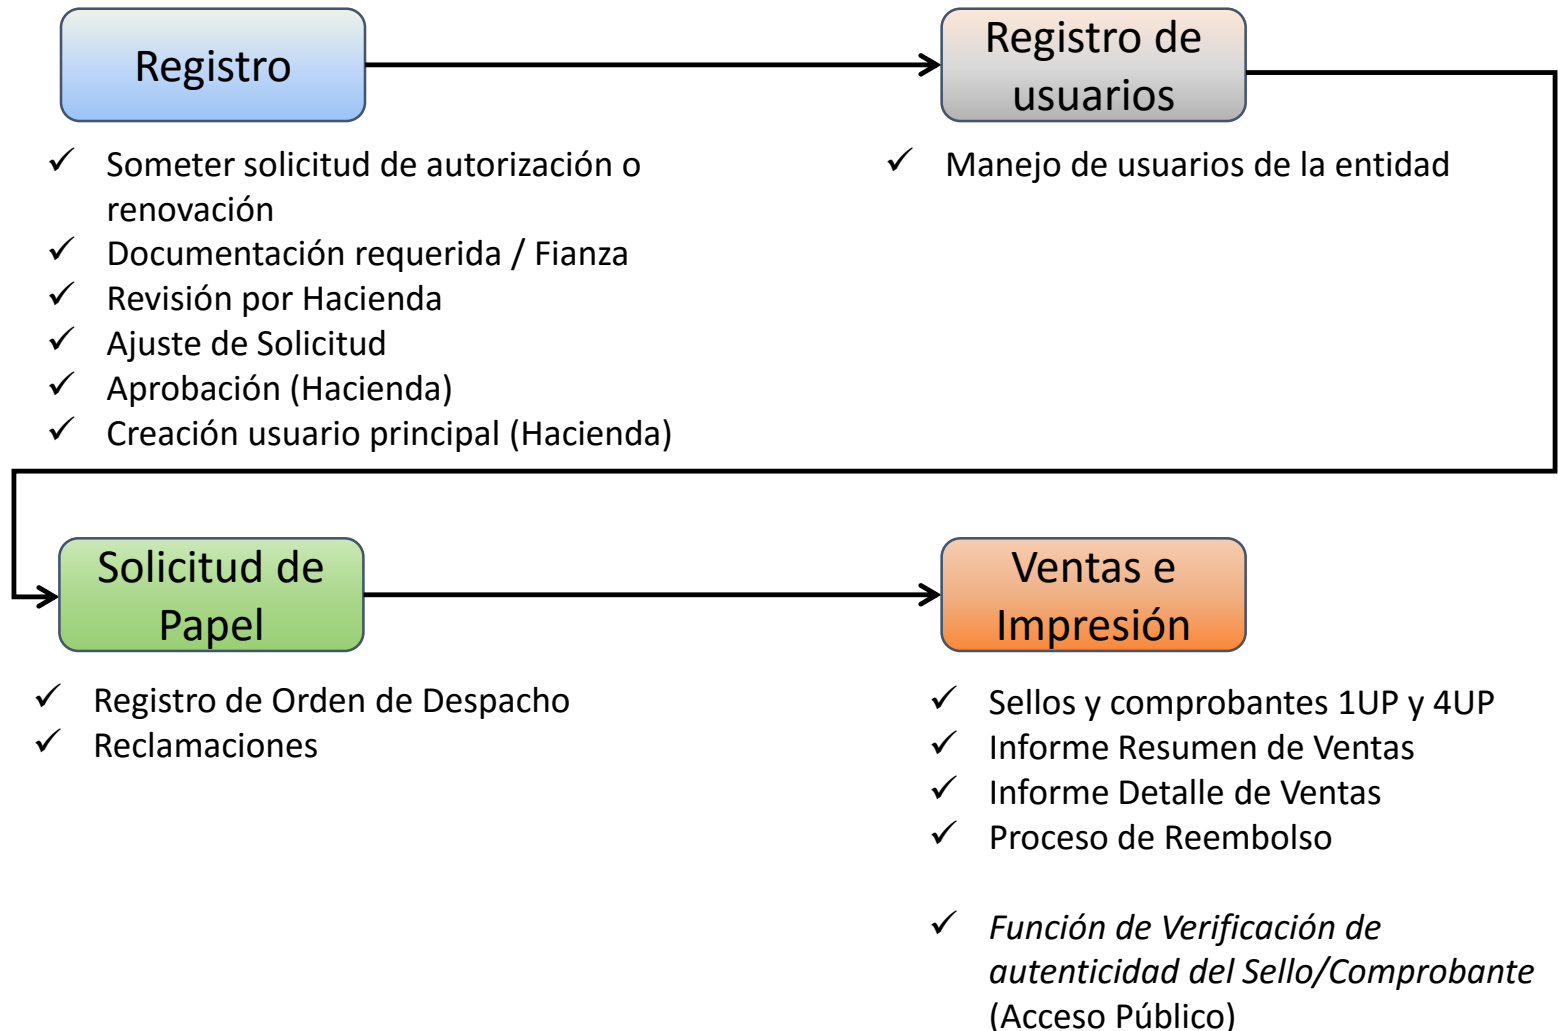 Registro
✓ Someter solicitud de autorización o
renovación
✓ Documentación requerida / Fianza
✓ Revisión por Hacienda
✓ Ajuste de Solicitud
✓ Aprobación (Hacienda)
✓ Creación usuario principal (Hacienda)
Registro de
usuarios
✓ Manejo de usuarios de la entidad
Solicitud de
Papel
✓ Registro de Orden de Despacho
✓ Reclamaciones
Ventas e
Impresión
✓ Sellos y comprobantes 1UP y 4UP
✓ Informe Resumen de Ventas
✓ Informe Detalle de Ventas
✓ Proceso de Reembolso
✓ Función de Verificación de
autenticidad del Sello/Comprobante
(Acceso Público)